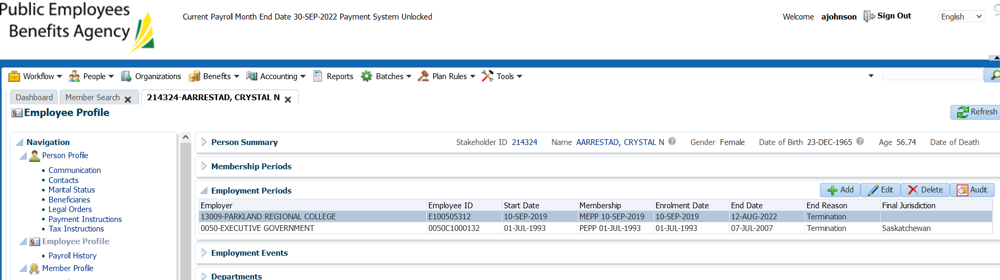 Public Employees
Benefits Agency
Current Payroll Month End Date 30-SEP-2022 Payment System Unlocked
Welcome ajohnson Sign Out English
Workflow People Organizations Benefits Accounting Reports Batches Plan Rules Tools
Dashboard Member Search 214324-AARRESTAD, CRYSTAL N
Employee Profile
Refresh
Navigation
Person Profile
Communication
Contacts
Marital Status
Beneficiaries
Legal Orders
Payment Instructions
Tax Instructions
Employee Profile
Payroll History
Member Profile
Person Summary Stakeholder ID 214324 Name AARRESTAD, CRYSTAL N Gender Female Date of Birth 23-DEC-1965 Age 56.74 Date of Death
Membership Periods
Employment Periods Add Edit Delete Audit
Employer Employee ID Start Date Membership Enrolment Date End Date End Reason Final Jurisdiction
13009-PARKLAND REGIONAL COLLEGE E100505312 10-SEP-2019 MEPP 10-SEP-2019 10-SEP-2019 12-AUG-2022 Termination
0050-EXECUTIVE GOVERNMENT 0050C1000132 01-JUL-1993 PEPP 01-JUL-1993 01-JUL-1993 07-JUL-2007 Termination Saskatchewan
Employment Events
Departments